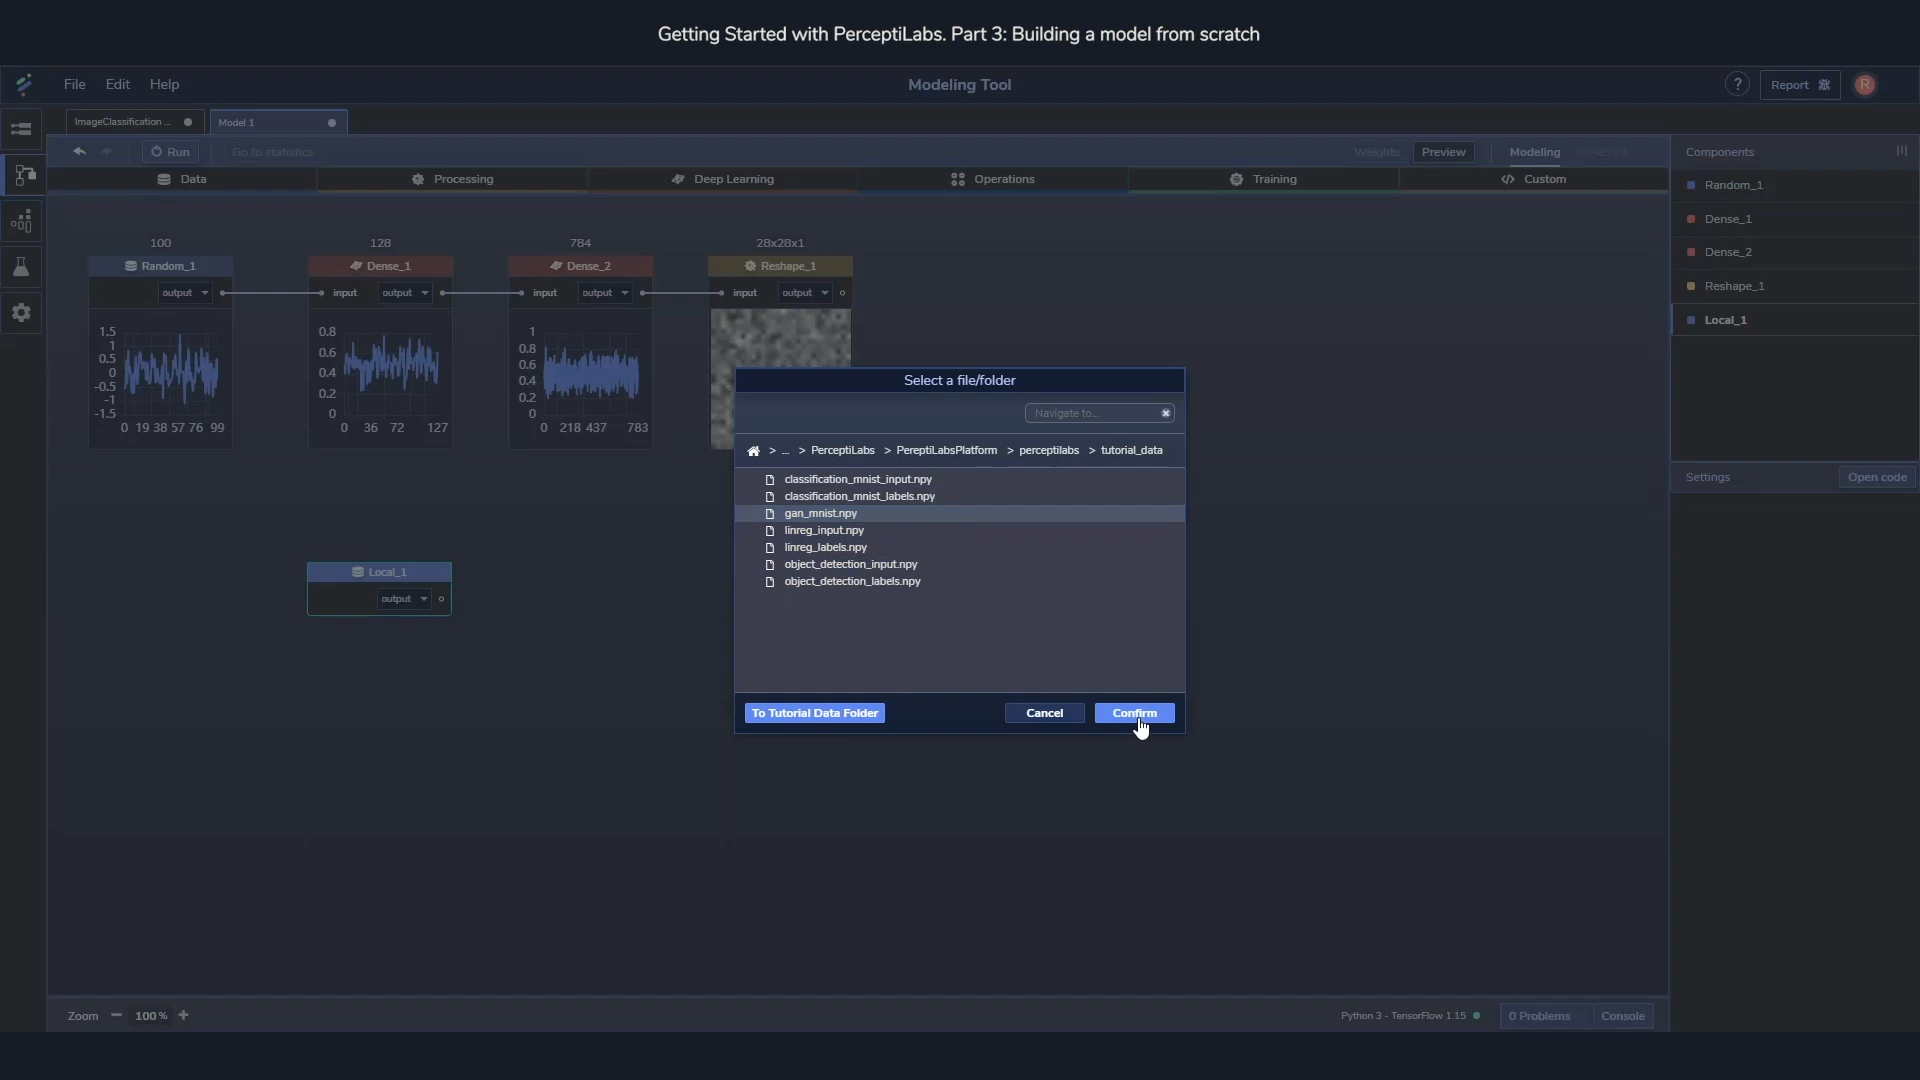 Getting Started with PerceptiLabs. Part 3: Building a model from scratch
File Edit Help
Modeling Tool
? Report R
ImageClassification ...
Model 1
Run
Go to statistics
Weights
Preview
Modeling
Components
Data
Processing
Deep Learning
Operations
Training
Custom
Random_1
Dense_1
Dense_2
Reshape_1
Local_1
Settings
Open code
100
128
784
28x28x1
Random_1
Dense_1
Dense_2
Reshape_1
output
input output
input output
input output
1.5
1
0.5
0
-0.5
-1
-1.5
0 19 38 57 76 99
0.8
0.6
0.4
0.2
0
0 36 72 127
1
0.8
0.6
0.4
0.2
0
0 218 437 783
Local_1
output
Select a file/folder
Navigate to...
> ... > PerceptiLabs > PereptiLabsPlatform > perceptilabs > tutorial_data
classification_mnist_input.npy
classification_mnist_labels.npy
gan_mnist.npy
linreg_input.npy
linreg_labels.npy
object_detection_input.npy
object_detection_labels.npy
To Tutorial Data Folder
Cancel
Confirm
Zoom 100%
Python 3 - TensorFlow 1.15
0 Problems
Console